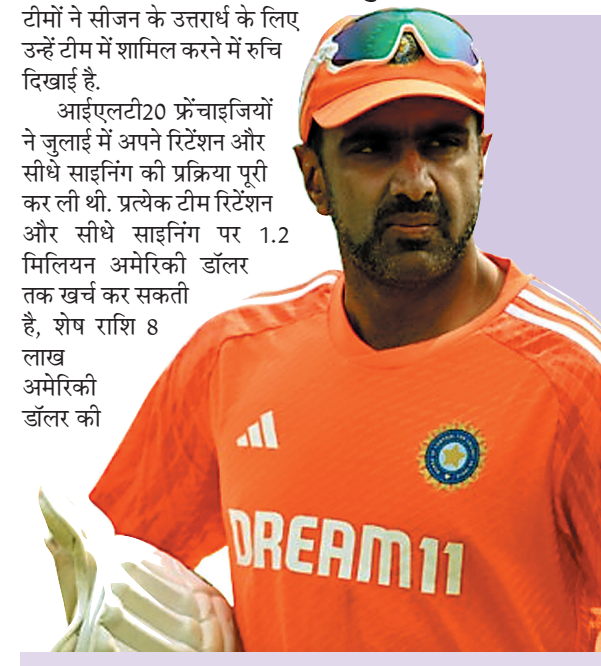 टीमों ने सीजन के उत्तरार्ध के लिए
उन्हें टीम में शामिल करने में रुचि
दिखाई है.
आईएलटी20 फ्रेंचाइजियों
ने जुलाई में अपने रिटेंशन और
सीधे साइनिंग की प्रक्रिया पूरी
कर ली थी. प्रत्येक टीम रिटेंशन
और सीधे साइनिंग पर 1.2
मिलियन अमेरिकी डॉलर
तक खर्च कर सकती
है, शेष राशि 8
लाख
अमेरिकी
डॉलर की
DREAM11